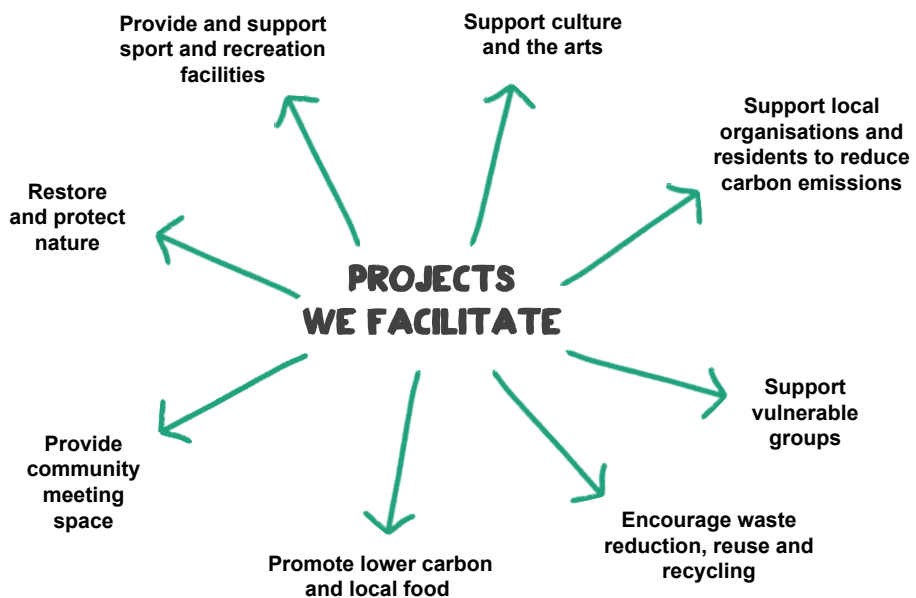 Provide and support
sport and recreation
facilities
Support culture
and the arts
Support local
organisations and
residents to reduce
carbon emissions
Restore
and protect
nature
PROJECTS
WE FACILITATE
Support
vulnerable
groups
Provide
community
meeting
space
Encourage waste
reduction, reuse and
recycling
Promote lower carbon
and local food